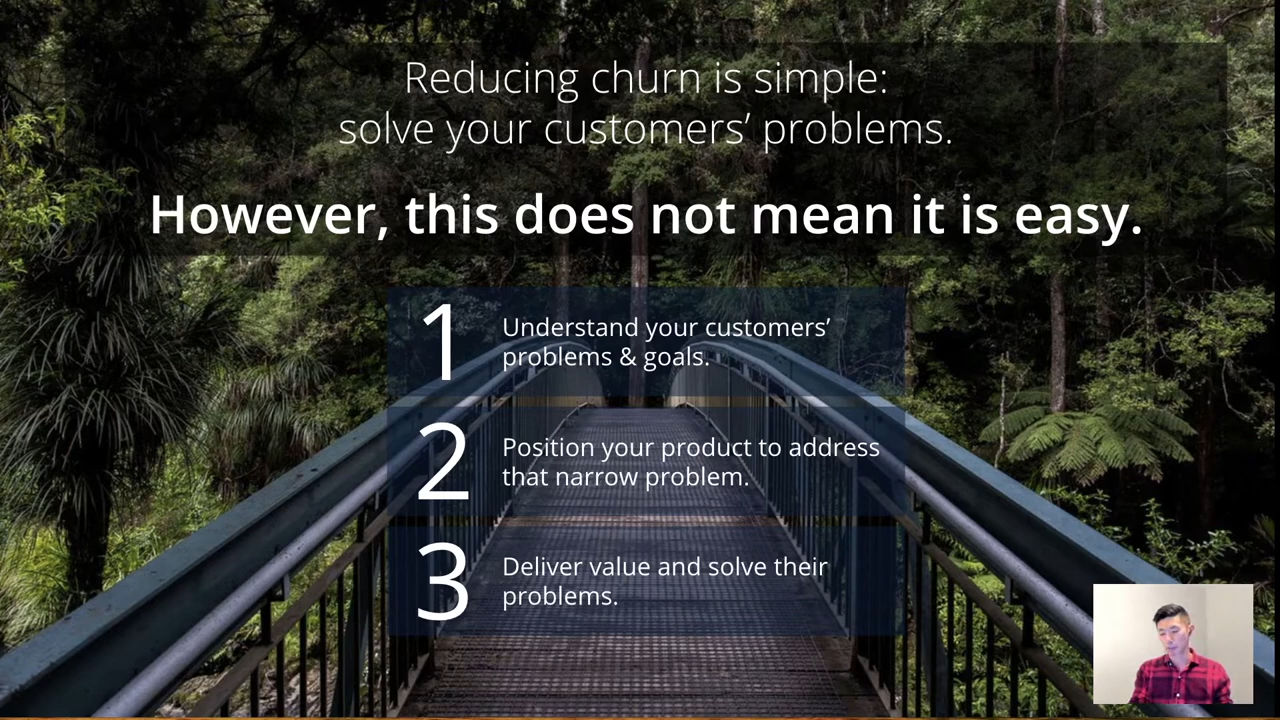 Reducing churn is simple:
solve your customers’ problems.
However, this does not mean it is easy.
1
Understand your customers’
problems & goals.
2
Position your product to address
that narrow problem.
3
Deliver value and solve their
problems.